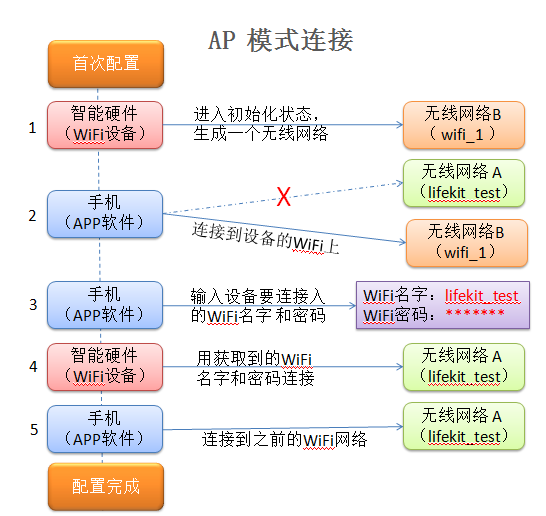 AP 模式连接
首次配置
1
智能硬件
（WiFi设备）
进入初始化状态，
生成一个无线网络
无线网络B
（ wifi_1 ）
2
手机
（APP软件）
X
无线网络 A
（lifekit_test）
连接到设备的WiFi上
无线网络B
（wifi_1）
3
手机
（APP软件）
输入设备要连接入
的WiFi名字 和密码
WiFi名字： lifekit_test
WiFi密码： *******
4
智能硬件
（WiFi设备）
用获取到的WiFi
名字和密码连接
无线网络 A
（lifekit_test）
5
手机
（APP软件）
连接到之前的WiFi网络
无线网络 A
（lifekit_test）
配置完成